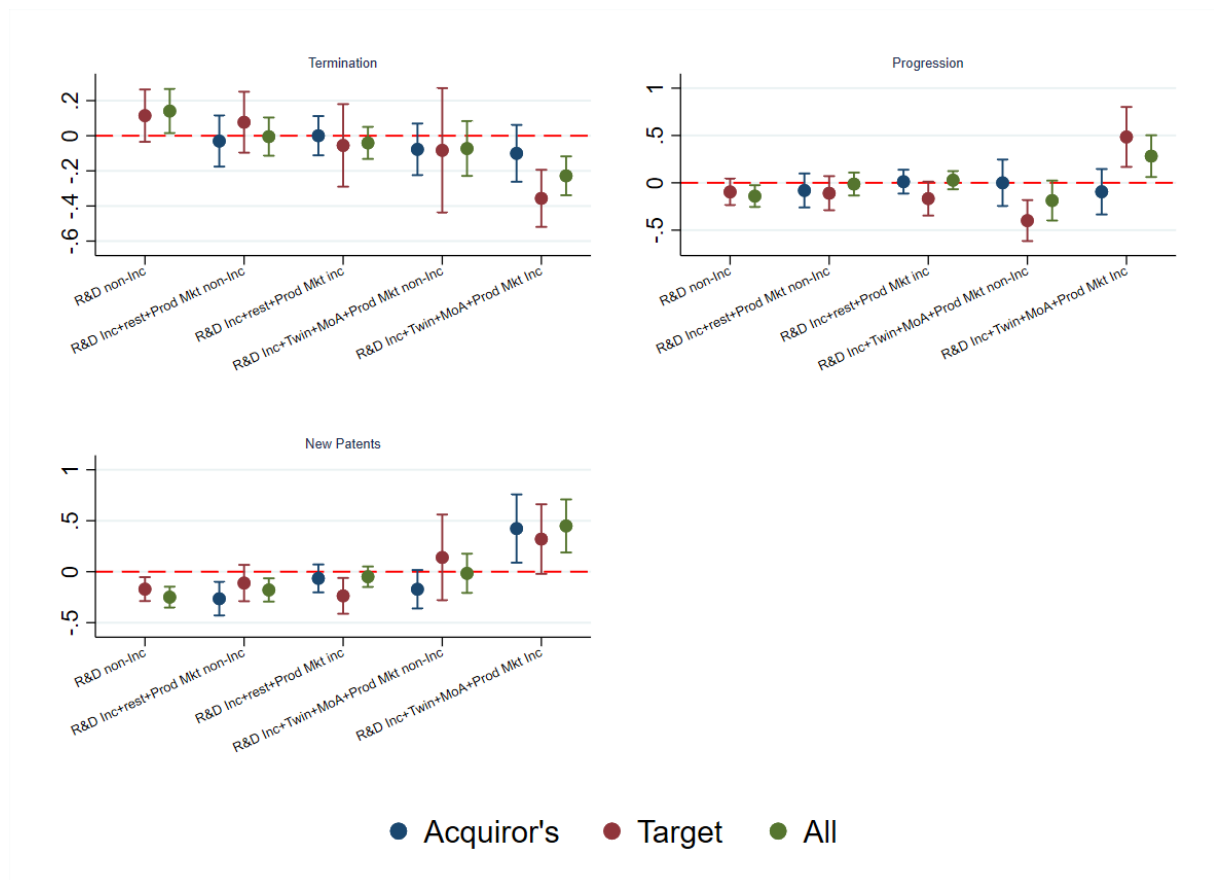 Termination
.2
0
-.2
-.4
-.6
R&D non-Inc
R&D Inc+rest+Prod Mkt non-Inc
R&D Inc+rest+Prod Mkt inc
R&D Inc+Twin+MoA+Prod Mkt non-Inc
R&D Inc+Twin+MoA+Prod Mkt Inc
Progression
1
.5
0
-.5
R&D non-Inc
R&D Inc+rest+Prod Mkt non-Inc
R&D Inc+rest+Prod Mkt inc
R&D Inc+Twin+MoA+Prod Mkt non-Inc
R&D Inc+Twin+MoA+Prod Mkt Inc
New Patents
1
.5
0
-.5
R&D non-Inc
R&D Inc+rest+Prod Mkt non-Inc
R&D Inc+rest+Prod Mkt inc
R&D Inc+Twin+MoA+Prod Mkt non-Inc
R&D Inc+Twin+MoA+Prod Mkt Inc
Acquiror's Target All